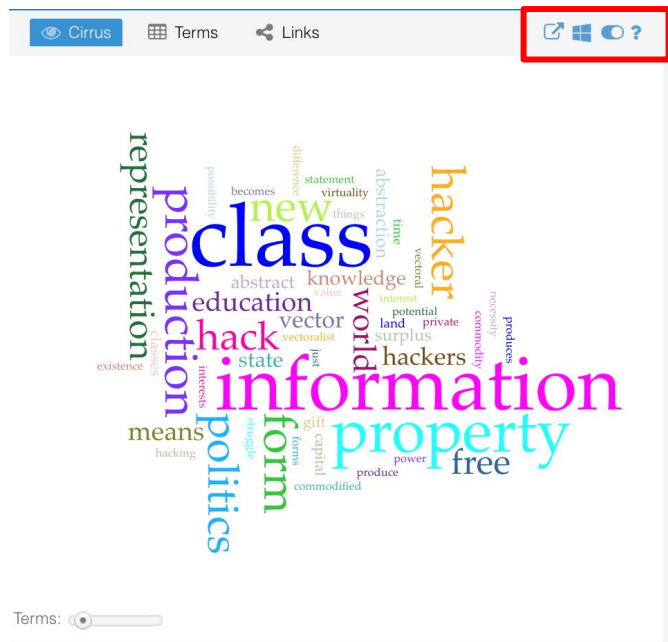 Cirrus Terms Links ?
representation
production
possibility
becomes
difference
statement
virtuality
new
things
abstraction
time
hacker
class
vectoral
abstract
knowledge
value
interest
education
vector
world
potential
land
private
necessity
commodity
produces
hack
vectoralist
surplus
classes
state
just
hackers
existence
interests
information
means
hacking
politics
struggle
form
forms
gift
capital
property
power
free
produce
commodified
Terms: